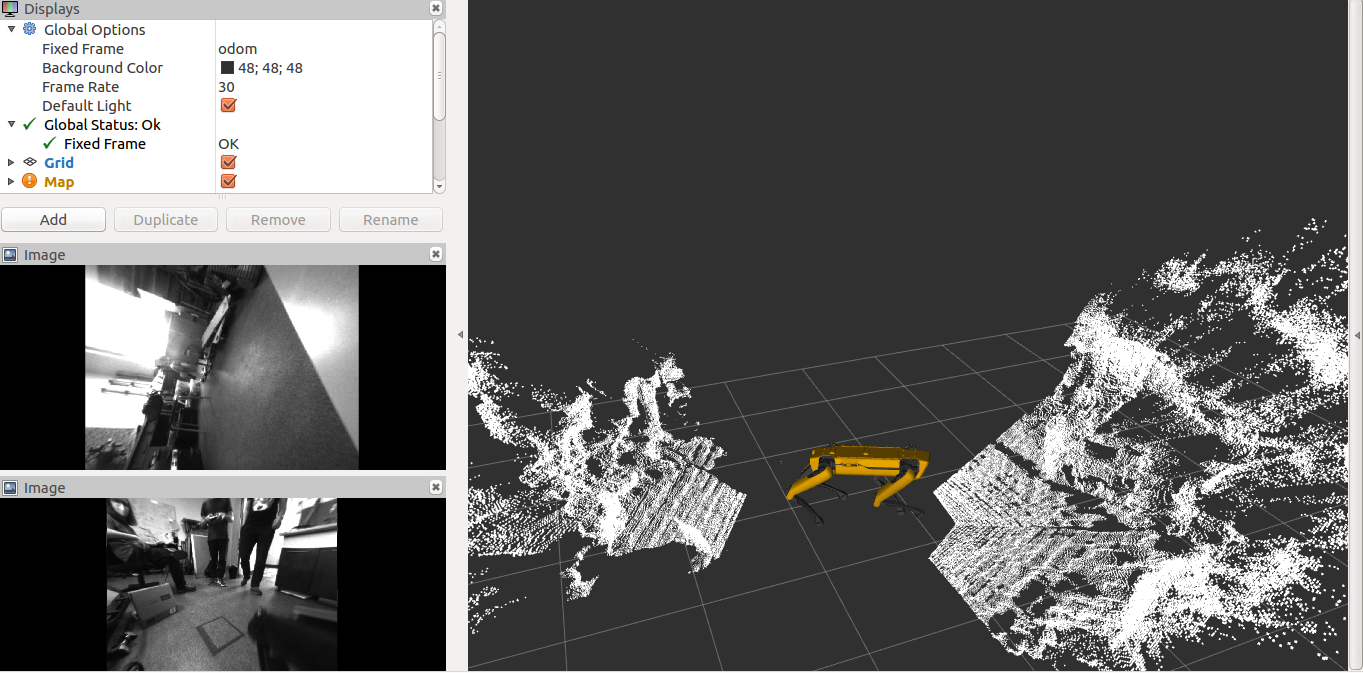 Displays
Global Options
Fixed Frame odom
Background Color 48; 48; 48
Frame Rate 30
Default Light
Global Status: Ok
Fixed Frame OK
Grid
Map
Add Duplicate Remove Rename
Image
Image